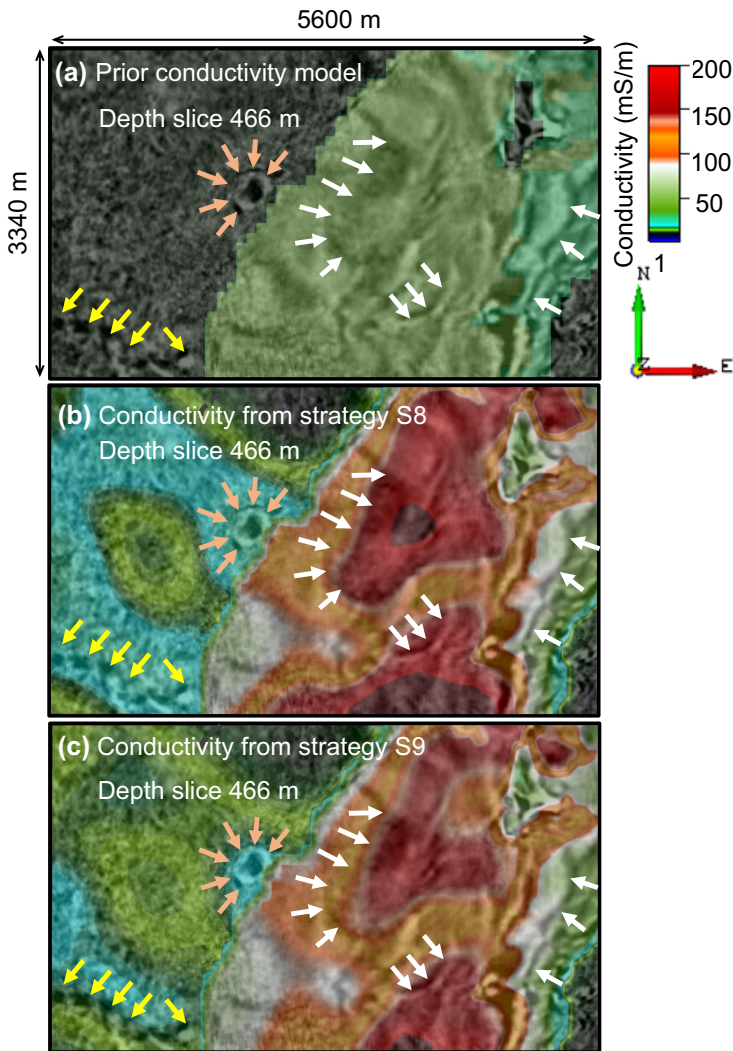 5600 m
3340 m
(a) Prior conductivity model
Depth slice 466 m
Conductivity (mS/m)
200
150
100
50
1
N
Z
E
(b) Conductivity from strategy S8
Depth slice 466 m
(c) Conductivity from strategy S9
Depth slice 466 m